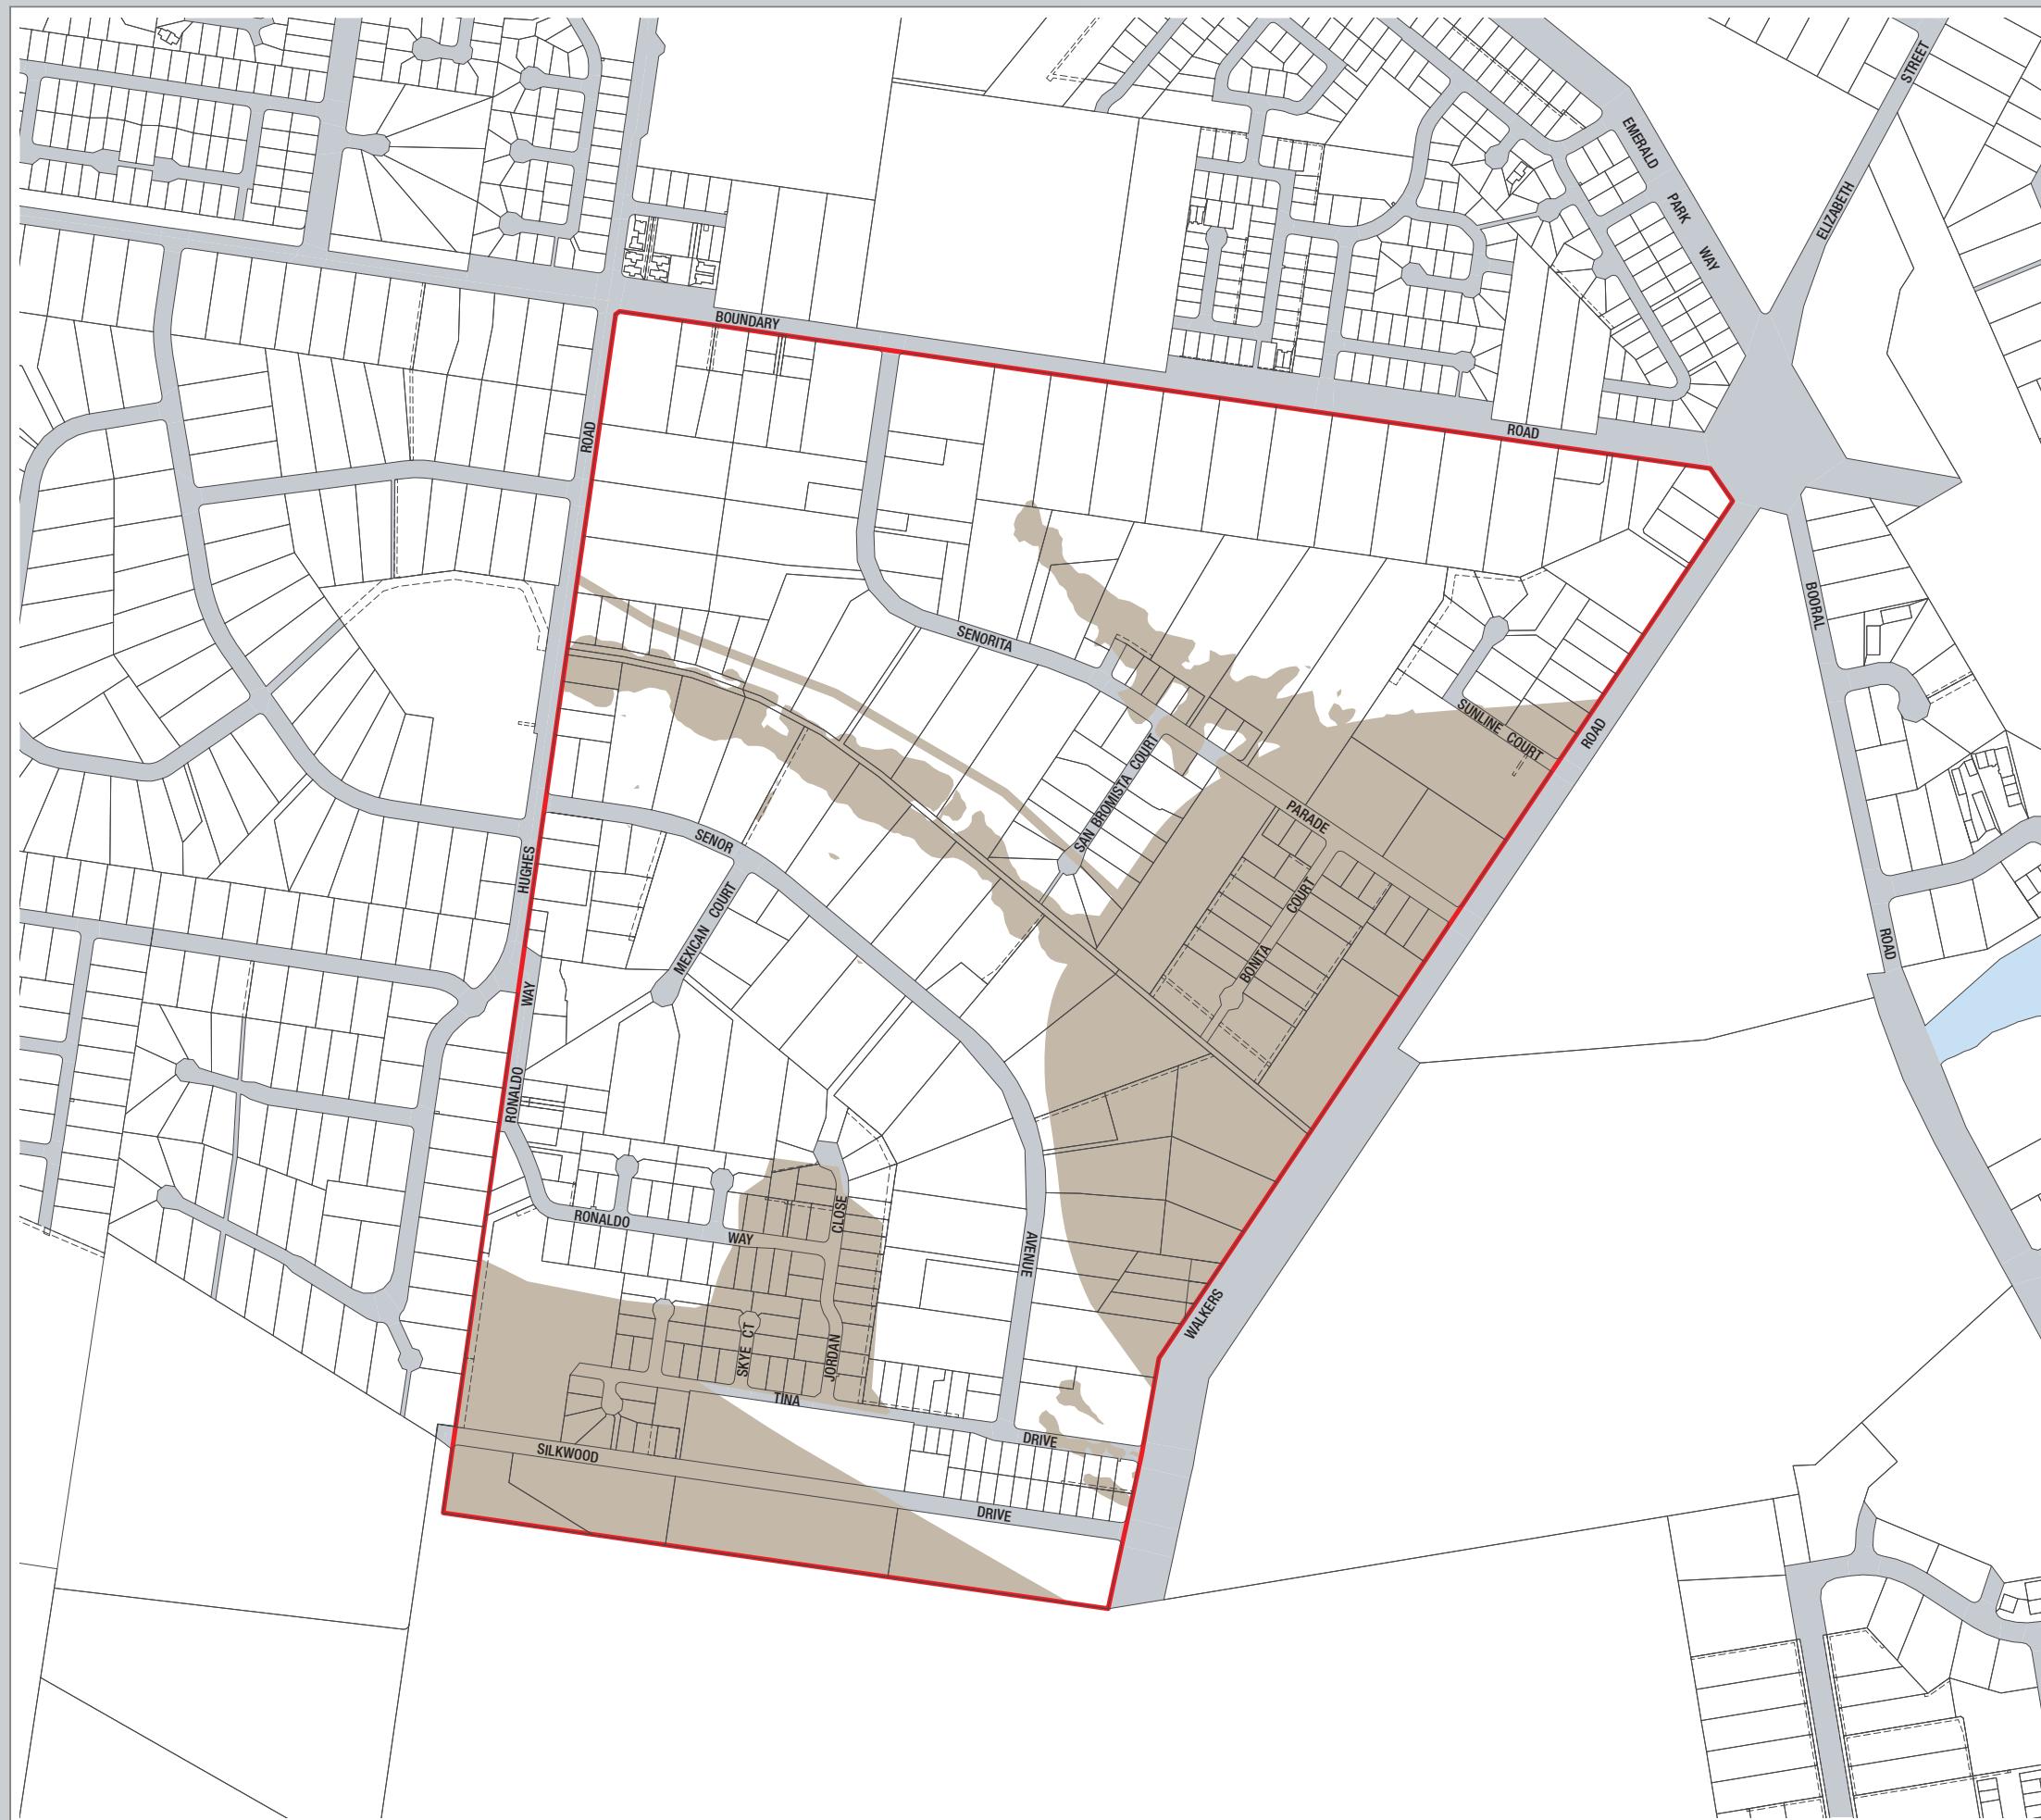 STREET
EMERALD
PARK
WAY
ELIZABETH
BOUNDARY
ROAD
ROAD
BOORAL
SENORITA
SUNLINE COURT
ROAD
SAN BROMISTA COURT
PARADE
SENOR
HUGHES
MEXICAN COURT
COURT
BONITA
ROAD
WAY
RONALDO
RONALDO
WAY
CLOSE
AVENUE
WALKERS
SKYE CT
JORDAN
TINA
DRIVE
SILKWOOD
DRIVE